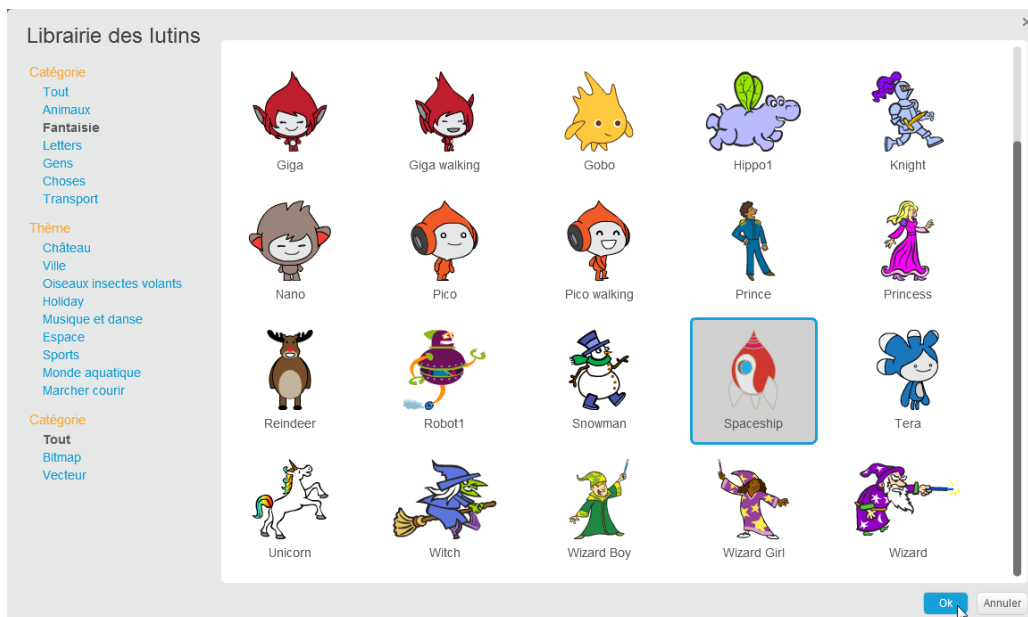 Librairie des lutins
×
Catégorie
Tout
Animaux
Fantaisie
Letters
Gens
Choses
Transport
Thème
Château
Ville
Oiseaux insectes volants
Holiday
Musique et danse
Espace
Sports
Monde aquatique
Marcher courir
Catégorie
Tout
Bitmap
Vecteur
Giga Giga walking Gobo Hippo1 Knight
Nano Pico Pico walking Prince Princess
Reindeer Robot1 Snowman Spaceship Tera
Unicorn Witch Wizard Boy Wizard Girl Wizard
Ok Annuler